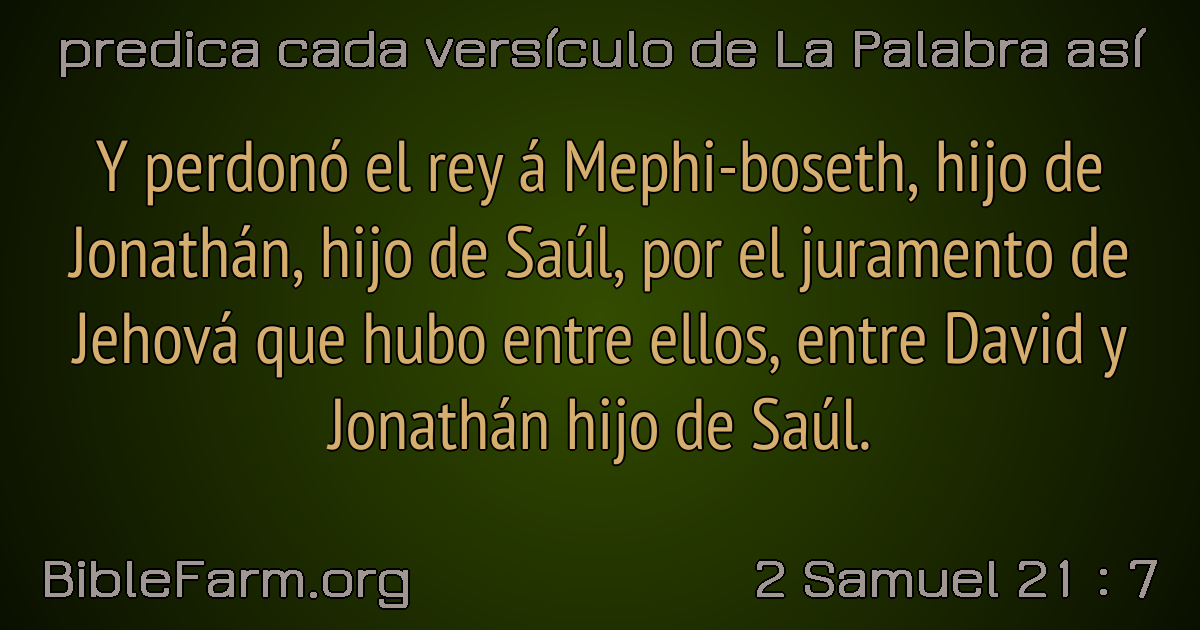 predica cada versículo de La Palabra así
Y perdonó el rey á Mephi-boseth, hijo de
Jonathán, hijo de Saúl, por el juramento de
Jehová que hubo entre ellos, entre David y
Jonathán hijo de Saúl.
BibleFarm.org
2 Samuel 21 : 7